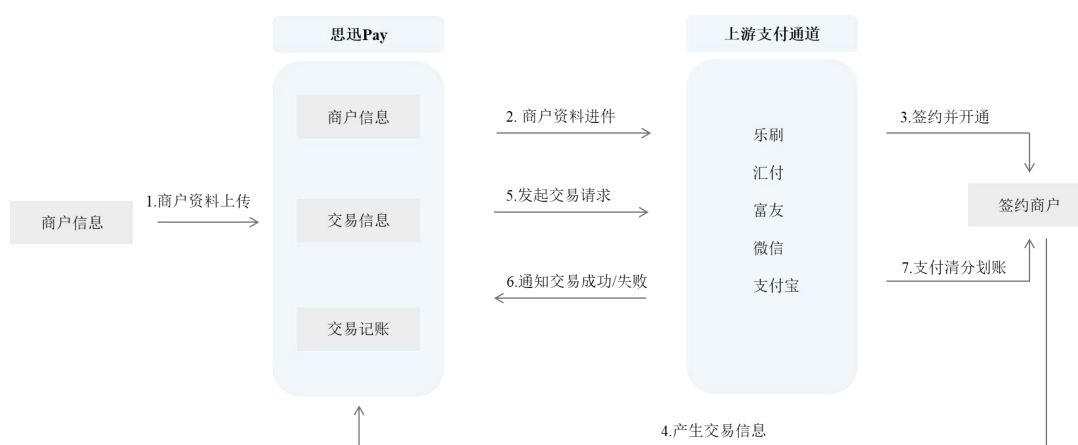 思迅Pay
上游支付通道
商户信息
2. 商户资料进件
3.签约并开通
乐刷
汇付
1.商户资料上传
5.发起交易请求
签约商户
商户信息
交易信息
富友
微信
6.通知交易成功/失败
7.支付清分划账
支付宝
交易记账
4.产生交易信息